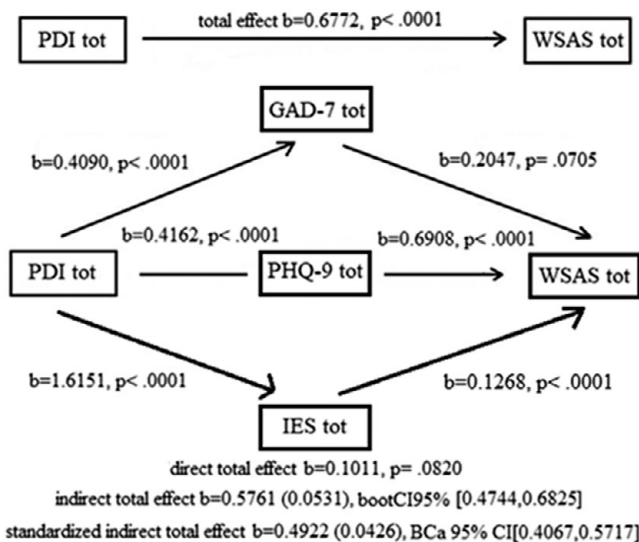 total effect b=0.6772, p< .0001
PDI tot
WSAS tot
GAD-7 tot
b=0.4090, p< .0001
b=0.2047, p= .0705
b=0.4162, p< .0001
b=0.6908, p< .0001
PDI tot
PHQ-9 tot
WSAS tot
b=1.6151, p< .0001
b=0.1268, p< .0001
IES tot
direct total effect b=0.1011, p= .0820
indirect total effect b=0.5761 (0.0531), bootCI95% [0.4744,0.6825]
standardized indirect total effect b=0.4922 (0.0426), BCa 95% CI[0.4067,0.5717]